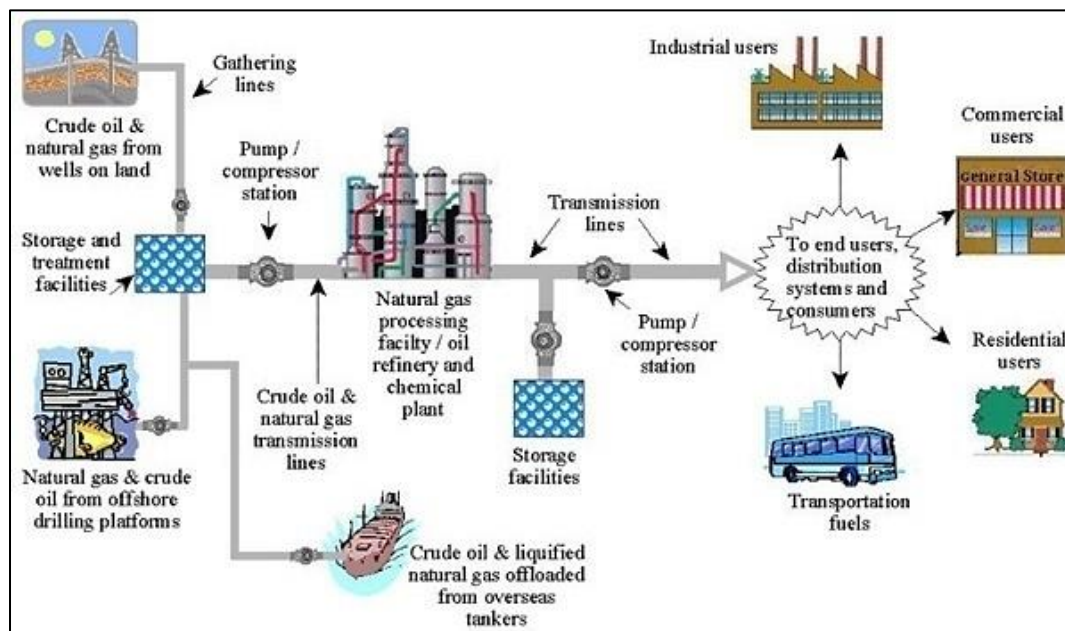 Gathering
lines
Crude oil &
natural gas from
wells on land
Pump /
compressor
station
Storage and
treatment
facilities
Natural gas
processing
facilty / oil
refinery and
chemical
plant
Transmission
lines
Pump /
compressor
station
Crude oil &
natural gas
transmission
lines
Storage
facilities
Natural gas & crude
oil from offshore
drilling platforms
Crude oil & liquified
natural gas offloaded
from overseas
tankers
Industrial users
Commercial
users
General Store
Sale
Sale
To end users,
distribution
systems and
consumers
Residential
users
Transportation
fuels